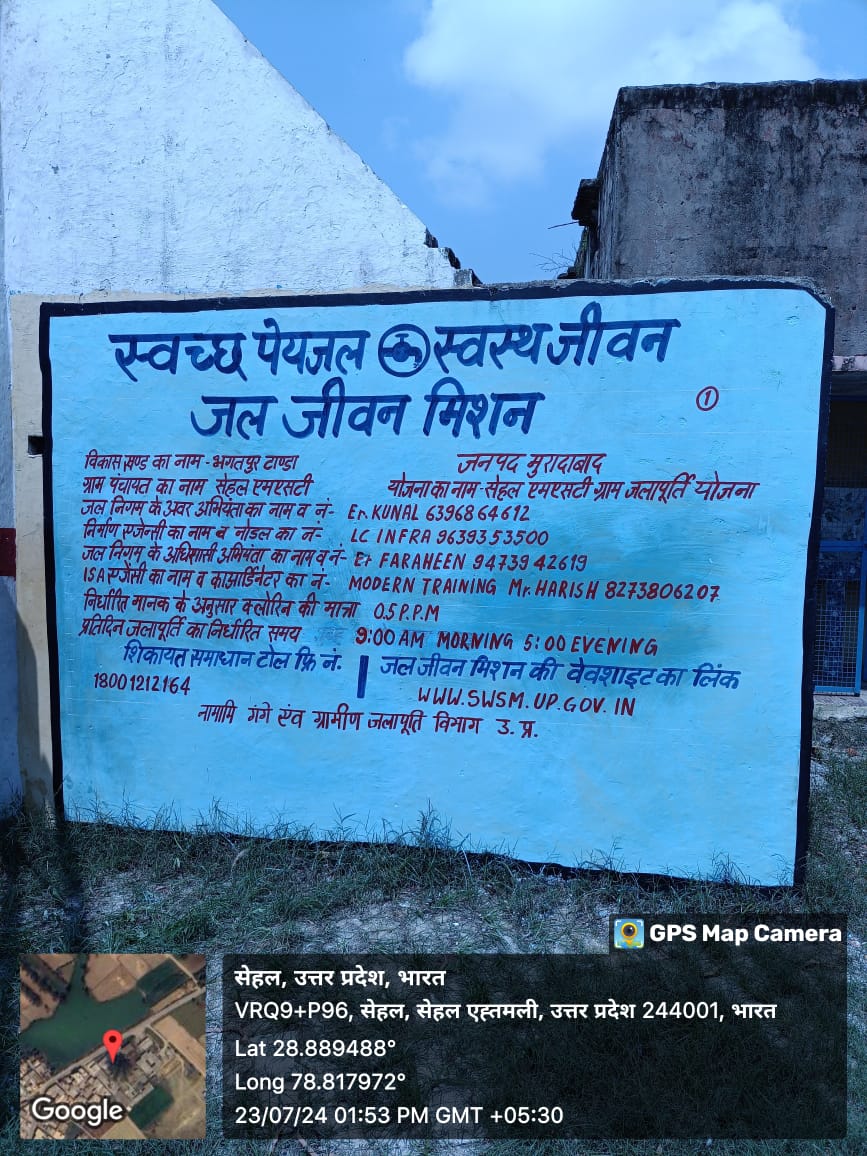 स्वच्छ पेयजल स्वस्थ जीवन
जल जीवन मिशन
①
विकास खण्ड का नाम - भगतपुर टाण्डा
जनपद मुरादाबाद
ग्राम पंचायत का नाम सेहल एमएसटी
योजना का नाम - सेहल एमएसटी ग्राम जलापूर्ति योजना
जल निगम के अवर अभियंता का नाम व नं- Er. KUNAL 6396864612
निर्माण एजेन्सी का नाम व नोडल का नं- LC INFRA 9639353500
जल निगम के अधिशासी अभियंता का नाम व नं- Er FARAHEEN 9473942619
ISA एजेंसी का नाम व काआर्डिनेटर का नं- MODERN TRAINING Mr. HARISH 8273806207
निर्धारित मानक के अनुसार क्लोरिन की मात्रा 0.5 P.P.M
प्रतिदिन जलापूर्ति का निर्धारित समय 9:00 AM MORNING 5:00 EVENING
शिकायत समाधान टोल फ्रि नं.
18001212164
जल जीवन मिशन की वेवशाइट का लिंक
WWW.SWSM.UP.GOV.IN
नामामि गंगे एंव ग्रामीण जलापूर्ति विभाग उ.प्र.
GPS Map Camera
सेहल, उत्तर प्रदेश, भारत
VRQ9+P96, सेहल, सेहल एह्तमली, उत्तर प्रदेश 244001, भारत
Lat 28.889488°
Long 78.817972°
23/07/24 01:53 PM GMT +05:30
Google